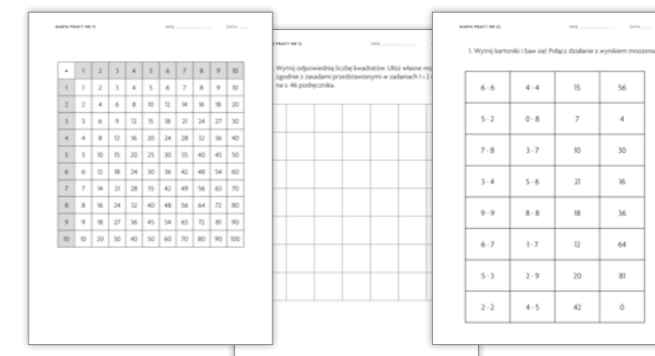 KARTA PRACY NR 11 IMIĘ DATA
· 1 2 3 4 5 6 7 8 9 10
1 1 2 3 4 5 6 7 8 9 10
2 2 4 6 8 10 12 14 16 18 20
3 3 6 9 12 15 18 21 24 27 30
4 4 8 12 16 20 24 28 32 36 40
5 5 10 15 20 25 30 35 40 45 50
6 6 12 18 24 30 36 42 48 54 60
7 7 14 21 28 35 42 49 56 63 70
8 8 16 24 32 40 48 56 64 72 80
9 9 18 27 36 45 54 63 72 81 90
10 10 20 30 40 50 60 70 80 90 100
PRACY NR 12 IMIĘ
Wytnij odpowiednią liczbę kwadratów. Ułóż własne
zgodnie z zasadami przedstawionymi w zadaniach 1 i 2
na s. 46 podręcznika.
KARTA PRACY NR IMIĘ DATA
1. Wytnij kartoniki i baw się! Połącz działanie z wynikiem mnożenia
6 · 6 4 · 4 15 56
5 · 2 0 · 8 7 4
7 · 8 3 · 7 10 30
3 · 4 5 · 6 21 16
9 · 9 8 · 8 18 36
6 · 7 1 · 7 12 64
5 · 3 2 · 9 20 81
2 · 2 4 · 5 42 0